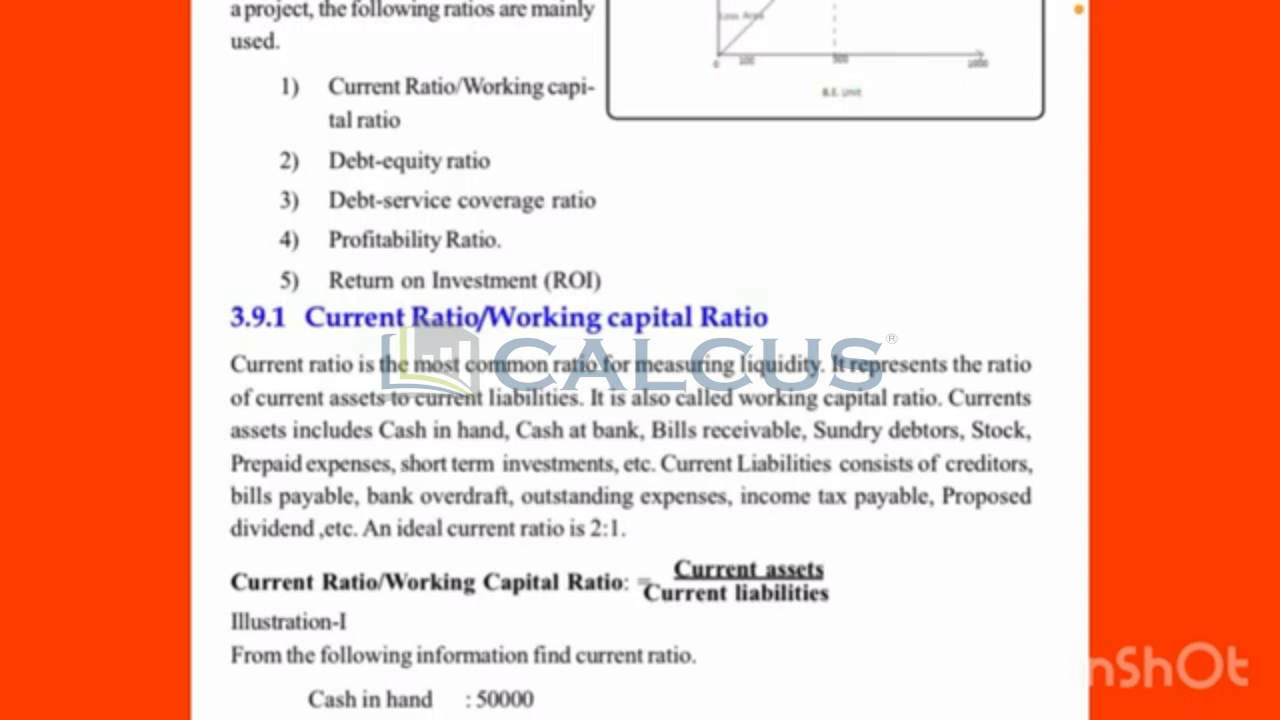 a project, the following ratios are mainly
used.
1) Current Ratio/Working capi-
tal ratio
2) Debt-equity ratio
3) Debt-service coverage ratio
4) Profitability Ratio.
5) Return on Investment (ROI)
Loss Area
0 100 500 1000
B.E. Unit
3.9.1 Current Ratio/Working capital Ratio
CALCUS®
Current ratio is the most common ratio for measuring liquidity. It represents the ratio
of current assets to current liabilities. It is also called working capital ratio. Currents
assets includes Cash in hand, Cash at bank, Bills receivable, Sundry debtors, Stock,
Prepaid expenses, short term investments, etc. Current Liabilities consists of creditors,
bills payable, bank overdraft, outstanding expenses, income tax payable, Proposed
dividend ,etc. An ideal current ratio is 2:1.
Current Ratio/Working Capital Ratio: = Current assets
Current liabilities
Illustration-I
From the following information find current ratio.
Cash in hand : 50000
InShOt